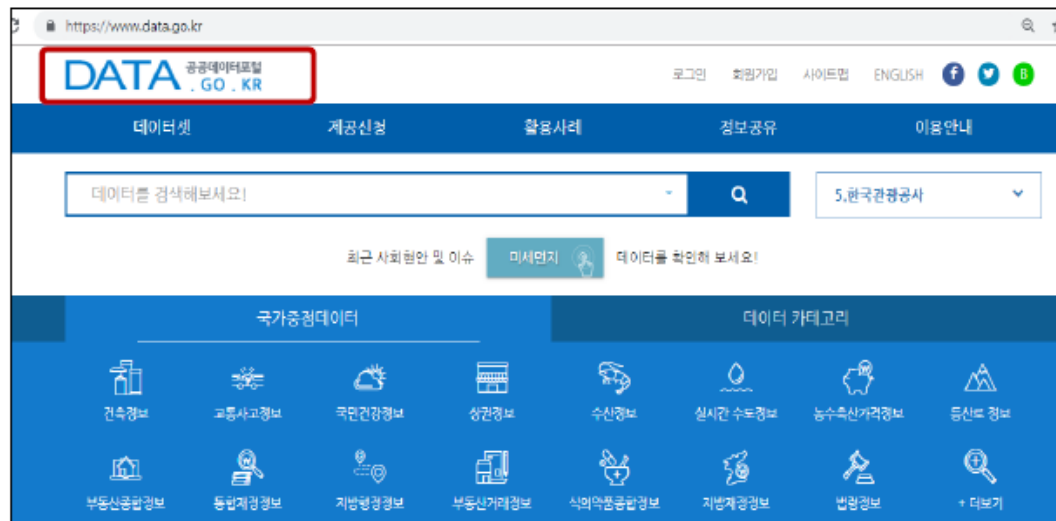 https://www.data.go.kr
DATA 공공데이터포털
. GO . KR
로그인 회원가입 사이트맵 ENGLISH f B
데이터셋 제공신청 활용사례 정보공유 이용안내
데이터를 검색해보세요! 5.한국관광공사
최근 사회현안 및 이슈 미세먼지 데이터를 확인해 보세요!
국가중점데이터 데이터 카테고리
건축정보 교통사고정보 국민건강정보 상권정보 수산정보 실시간 수도정보 농수축산가격정보 등산로 정보
부동산종합정보 통합재정정보 지방행정정보 부동산거래정보 식의약품종합정보 지방재정정보 법령정보 + 더보기